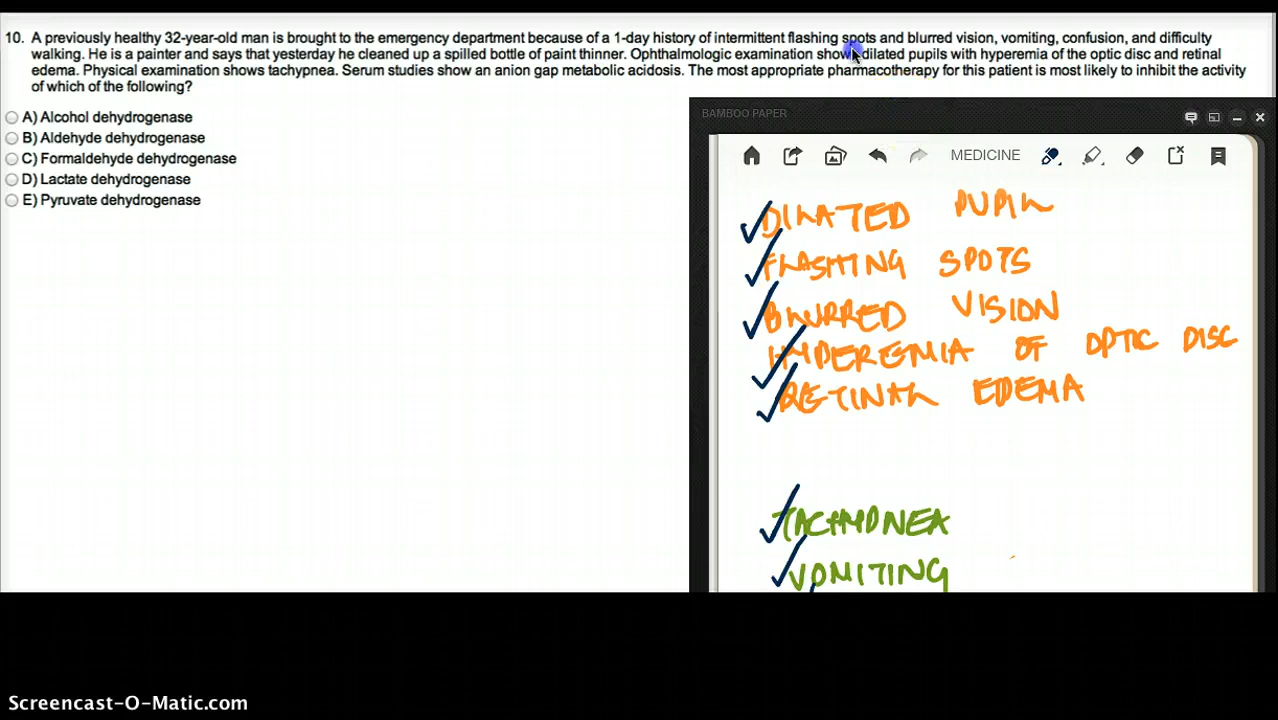 10. A previously healthy 32-year-old man is brought to the emergency department because of a 1-day history of intermittent flashing spots and blurred vision, vomiting, confusion, and difficulty
walking. He is a painter and says that yesterday he cleaned up a spilled bottle of paint thinner. Ophthalmologic examination shows dilated pupils with hyperemia of the optic disc and retinal
edema. Physical examination shows tachypnea. Serum studies show an anion gap metabolic acidosis. The most appropriate pharmacotherapy for this patient is most likely to inhibit the activity
of which of the following?
A) Alcohol dehydrogenase
B) Aldehyde dehydrogenase
C) Formaldehyde dehydrogenase
D) Lactate dehydrogenase
E) Pyruvate dehydrogenase
BAMBOO PAPER
MEDICINE
DILATED PUPIL
FLASHING SPOTS
BLURRED VISION
HYPEREMIA OF OPTIC DISC
RETINAL EDEMA
TACHYPNEA
VOMITING
Screencast-O-Matic.com